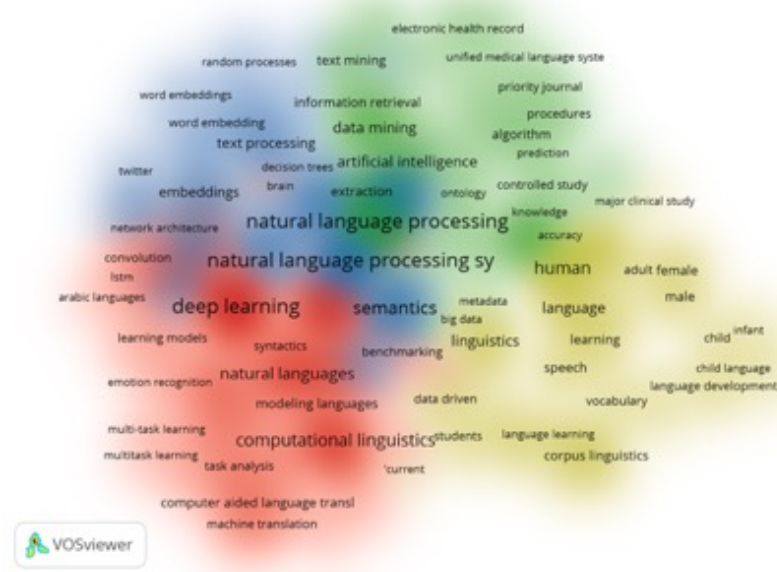 electronic health record
random processes
text mining
unified medical language syste
word embeddings
information retrieval
priority journal
word embedding
data mining
procedures
algorithm
text processing
prediction
twitter
decision trees
artificial intelligence
embeddings
brain
extraction
ontology
controlled study
major clinical study
network architecture
natural language processing
knowledge
accuracy
convolution
natural language processing sy
human
adult female
lstm
arabic languages
deep learning
semantics
metadata
language
male
big data
learning models
syntactics
benchmarking
linguistics
learning
child
infant
emotion recognition
natural languages
speech
child language
language development
modeling languages
data driven
vocabulary
multi-task learning
computational linguistics
students
language learning
multitask learning
task analysis
'current
corpus linguistics
computer aided language transl
machine translation
VOSviewer